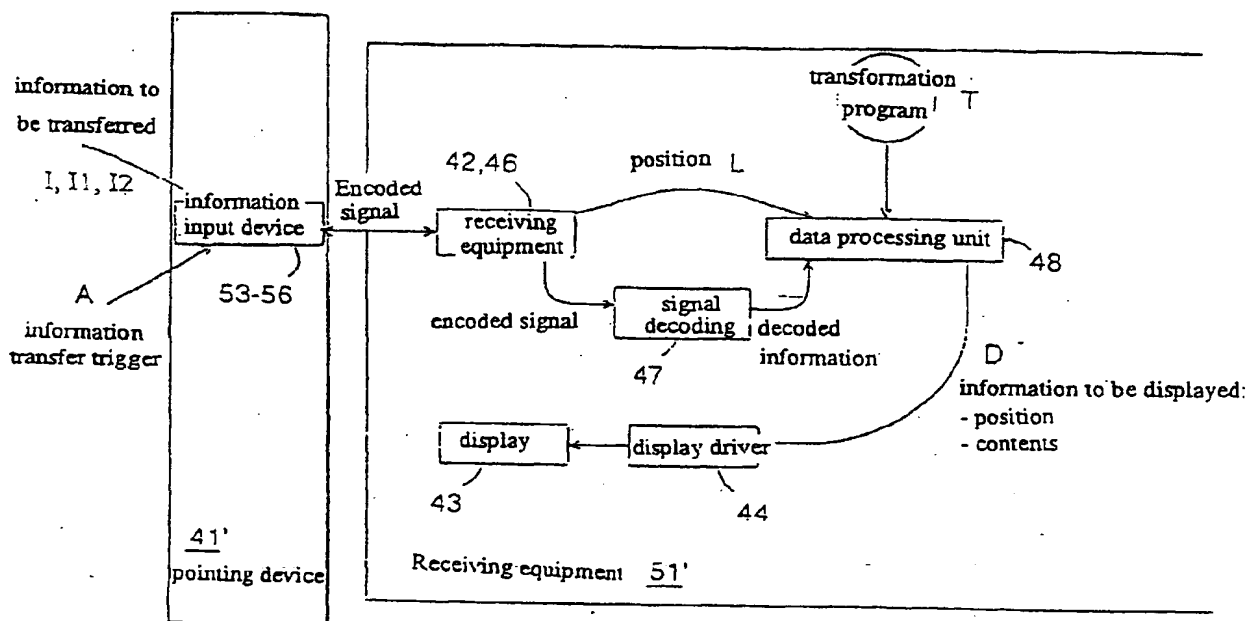 information to
be transferred
I, I1, I2
information
input device
A
information
transfer trigger
53-56
41'
pointing device
Encoded
signal
42,46
receiving
equipment
position L
transformation
program T
data processing unit
48
encoded signal
signal
decoding
47
decoded
information
D
information to be displayed:
- position
- contents
display
43
display driver
44
Receiving equipment 51'